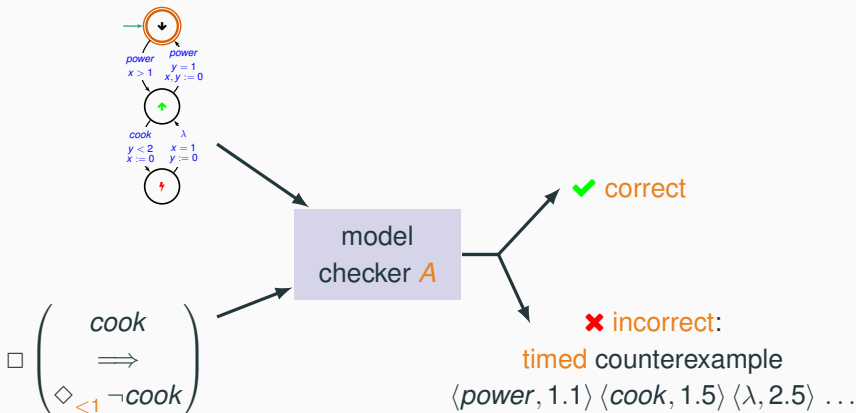 power
x > 1
power
y = 1
x, y := 0
cook
y < 2
x := 0
λ
x = 1
y := 0
model
checker A
✔ correct
□ ( cook
⟹
◇<1 ¬cook )
✖ incorrect:
timed counterexample
⟨power, 1.1⟩ ⟨cook, 1.5⟩ ⟨λ, 2.5⟩ ...